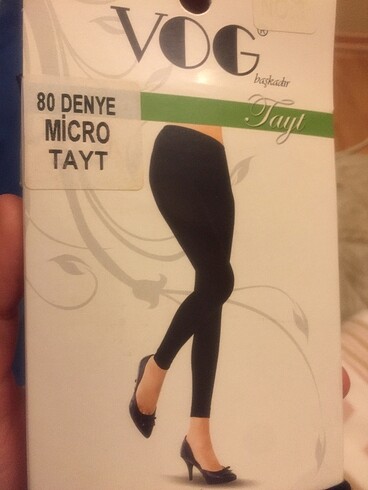 VOG®
başkadır
80 DENYE
MİCRO
TAYT
Tayt